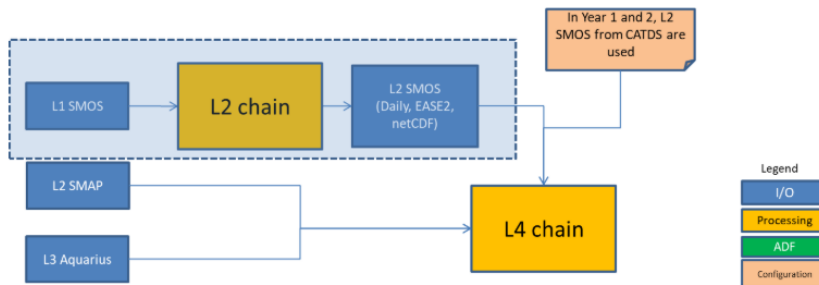 In Year 1 and 2, L2
SMOS from CATDS are
used
L1 SMOS
L2 chain
L2 SMOS
(Daily, EASE2,
netCDF)
L2 SMAP
L3 Aquarius
L4 chain
Legend
I/O
Processing
ADF
Configuration